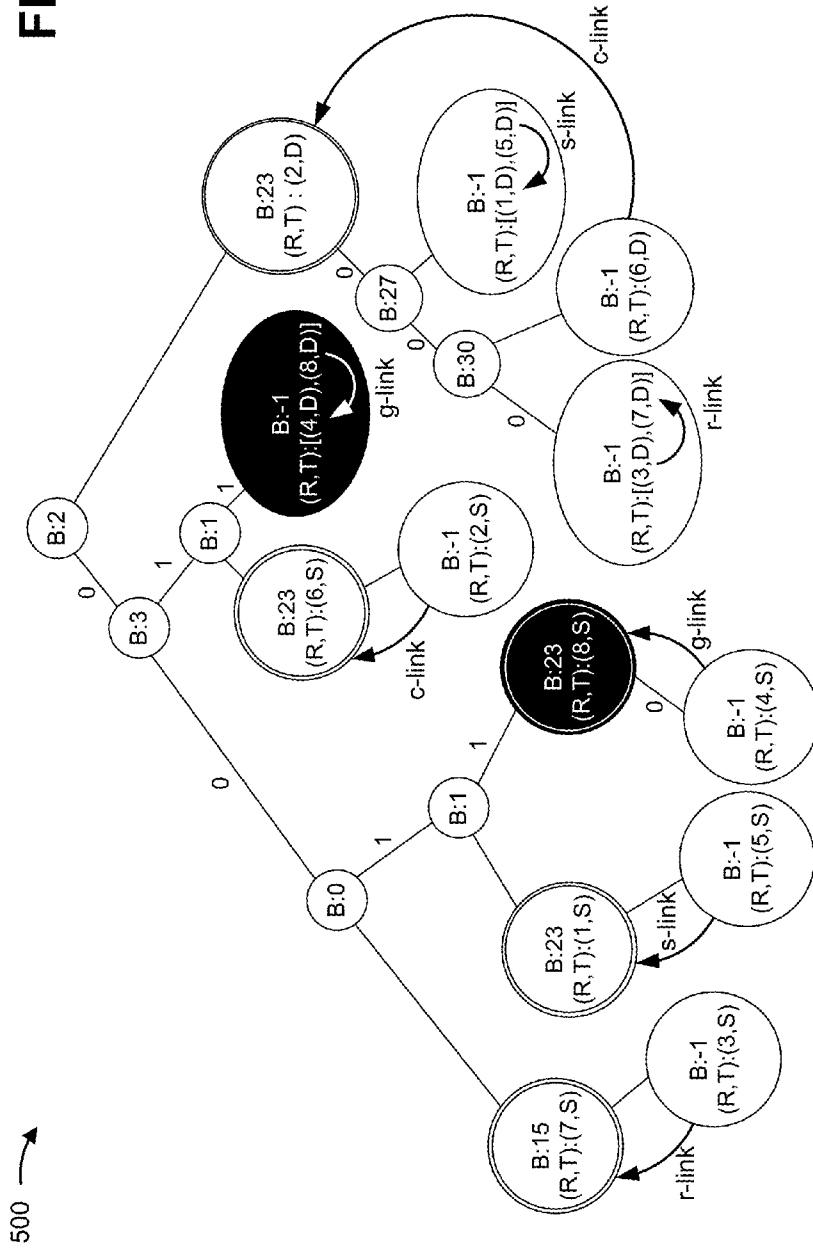 500
B:2
0
B:3
0
1
B:0
1
B:15
(R,T):(7,S)
r-link
B:-1
(R,T):(3,S)
B:1
1
B:23
(R,T):(1,S)
s-link
B:-1
(R,T):(5,S)
B:23
(R,T):(8,S)
0
g-link
B:-1
(R,T):(4,S)
B:1
1
B:23
(R,T):(6,S)
c-link
B:-1
(R,T):(2,S)
B:-1
(R,T):[(4,D),(8,D)]
g-link
B:23
(R,T) : (2,D)
0
B:27
0
B:-1
(R,T):[(1,D),(5,D)]
s-link
B:30
0
B:-1
(R,T):[(3,D),(7,D)]
r-link
B:-1
(R,T):(6,D)
c-link